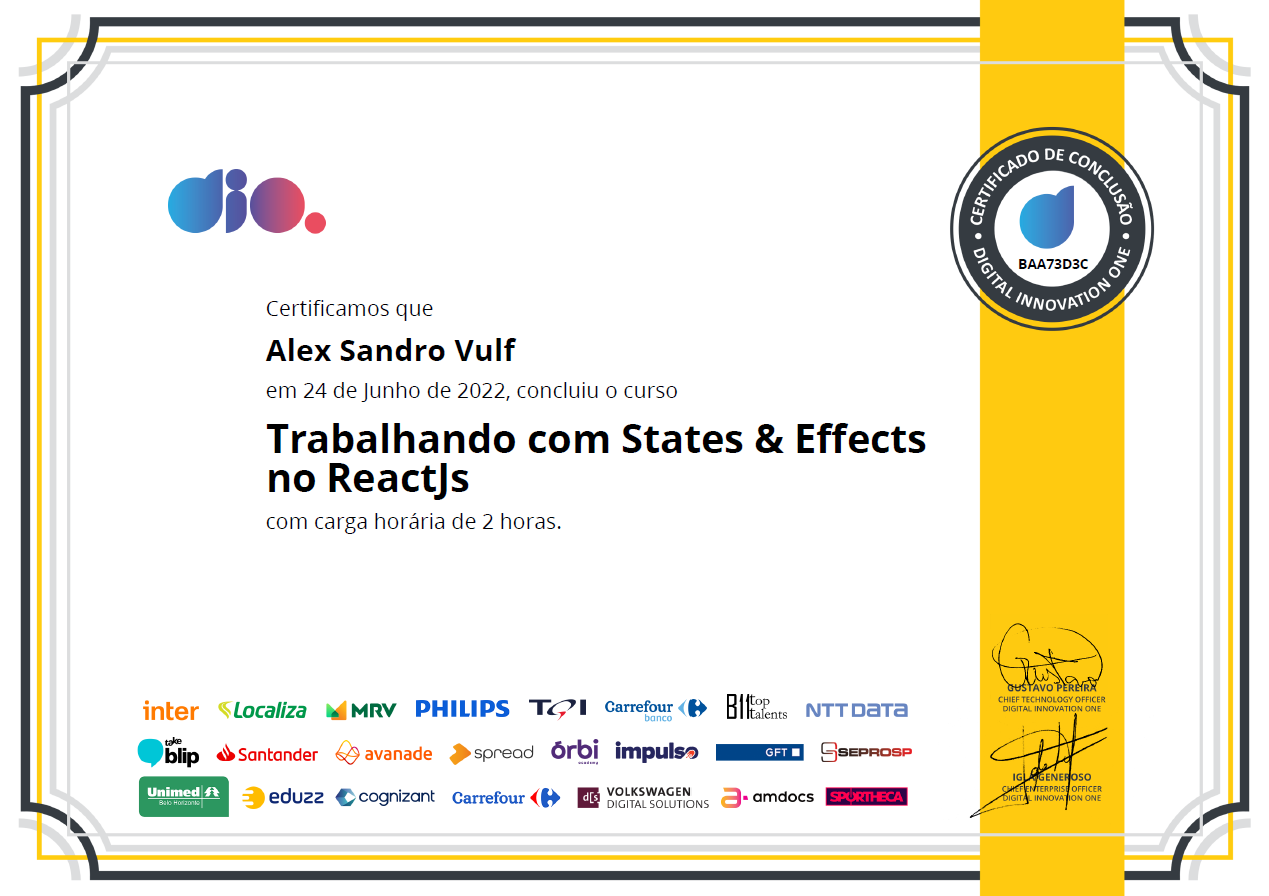 dio.
CERTIFICADO DE CONCLUSÃO
BAA73D3C
DIGITAL INNOVATION ONE
Certificamos que
Alex Sandro Vulf
em 24 de Junho de 2022, concluiu o curso
Trabalhando com States & Effects
no ReactJs
com carga horária de 2 horas.
Gustavo
GUSTAVO PEREIRA
CHIEF TECHNOLOGY OFFICER
DIGITAL INNOVATION ONE
inter Localiza MRV PHILIPS TQI Carrefour banco B11 top talents NTT DATA
take blip Santander avanade spread órbi academy impulso GFT SEPROSP
IGLÁ GENEROSO
CHIEF ENTERPRISE OFFICER
DIGITAL INNOVATION ONE
Unimed Belo Horizonte eduzz cognizant Carrefour d[s VOLKSWAGEN DIGITAL SOLUTIONS amdocs SPORTHECA